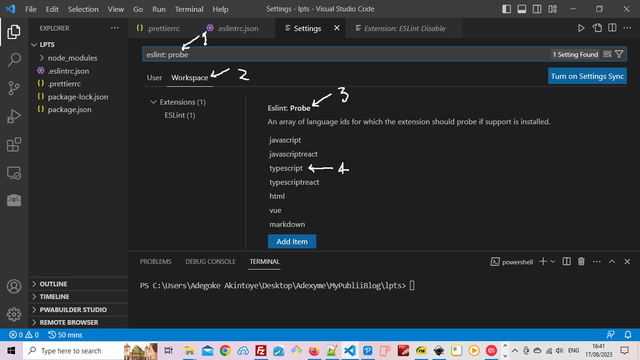 File Edit Selection View Go Run Terminal Help
Settings - lpts - Visual Studio Code
EXPLORER
.prettierrc
.eslintrc.json
Settings
Extension: ESLint Disable
1
LPTS
node_modules
.eslintrc.json
.prettierrc
package-lock.json
package.json
eslint: probe
1 Setting Found
User
Workspace
2
Turn on Settings Sync
Extensions (1)
ESLint (1)
3
Eslint: Probe
An array of language ids for which the extension should probe if support is installed.
javascript
javascriptreact
typescript
4
typescriptreact
html
vue
markdown
Add Item
PROBLEMS
DEBUG CONSOLE
TERMINAL
powershell
PS C:\Users\Adegoke Akintoye\Desktop\Adexyme\MyPubliiBlog\lpts>
OUTLINE
TIMELINE
PWABUILDER STUDIO
REMOTE BROWSER
0 0 50 mins
Type here to search
ENG
16:41
17/08/2023